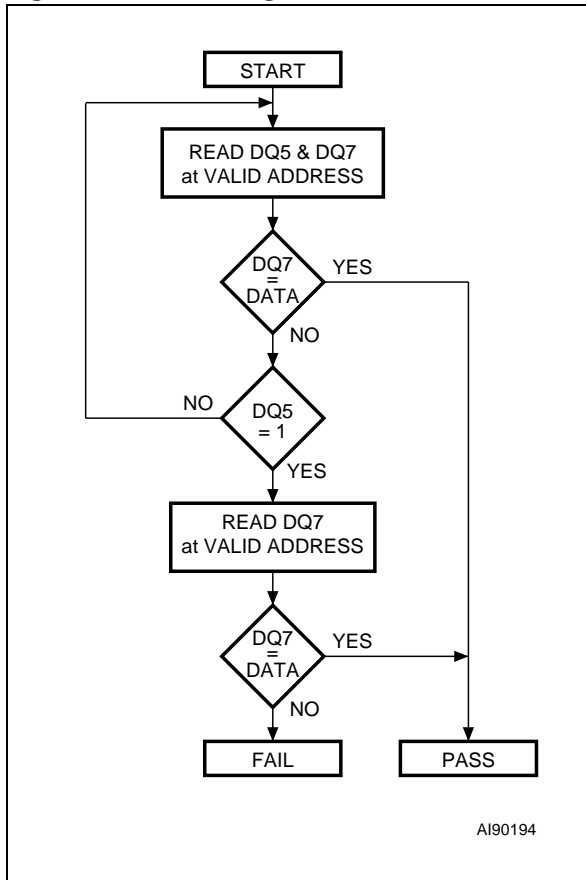 START
READ DQ5 & DQ7
at VALID ADDRESS
DQ7
=
DATA
YES
NO
DQ5
= 1
NO
YES
READ DQ7
at VALID ADDRESS
DQ7
=
DATA
YES
NO
FAIL
PASS
AI90194